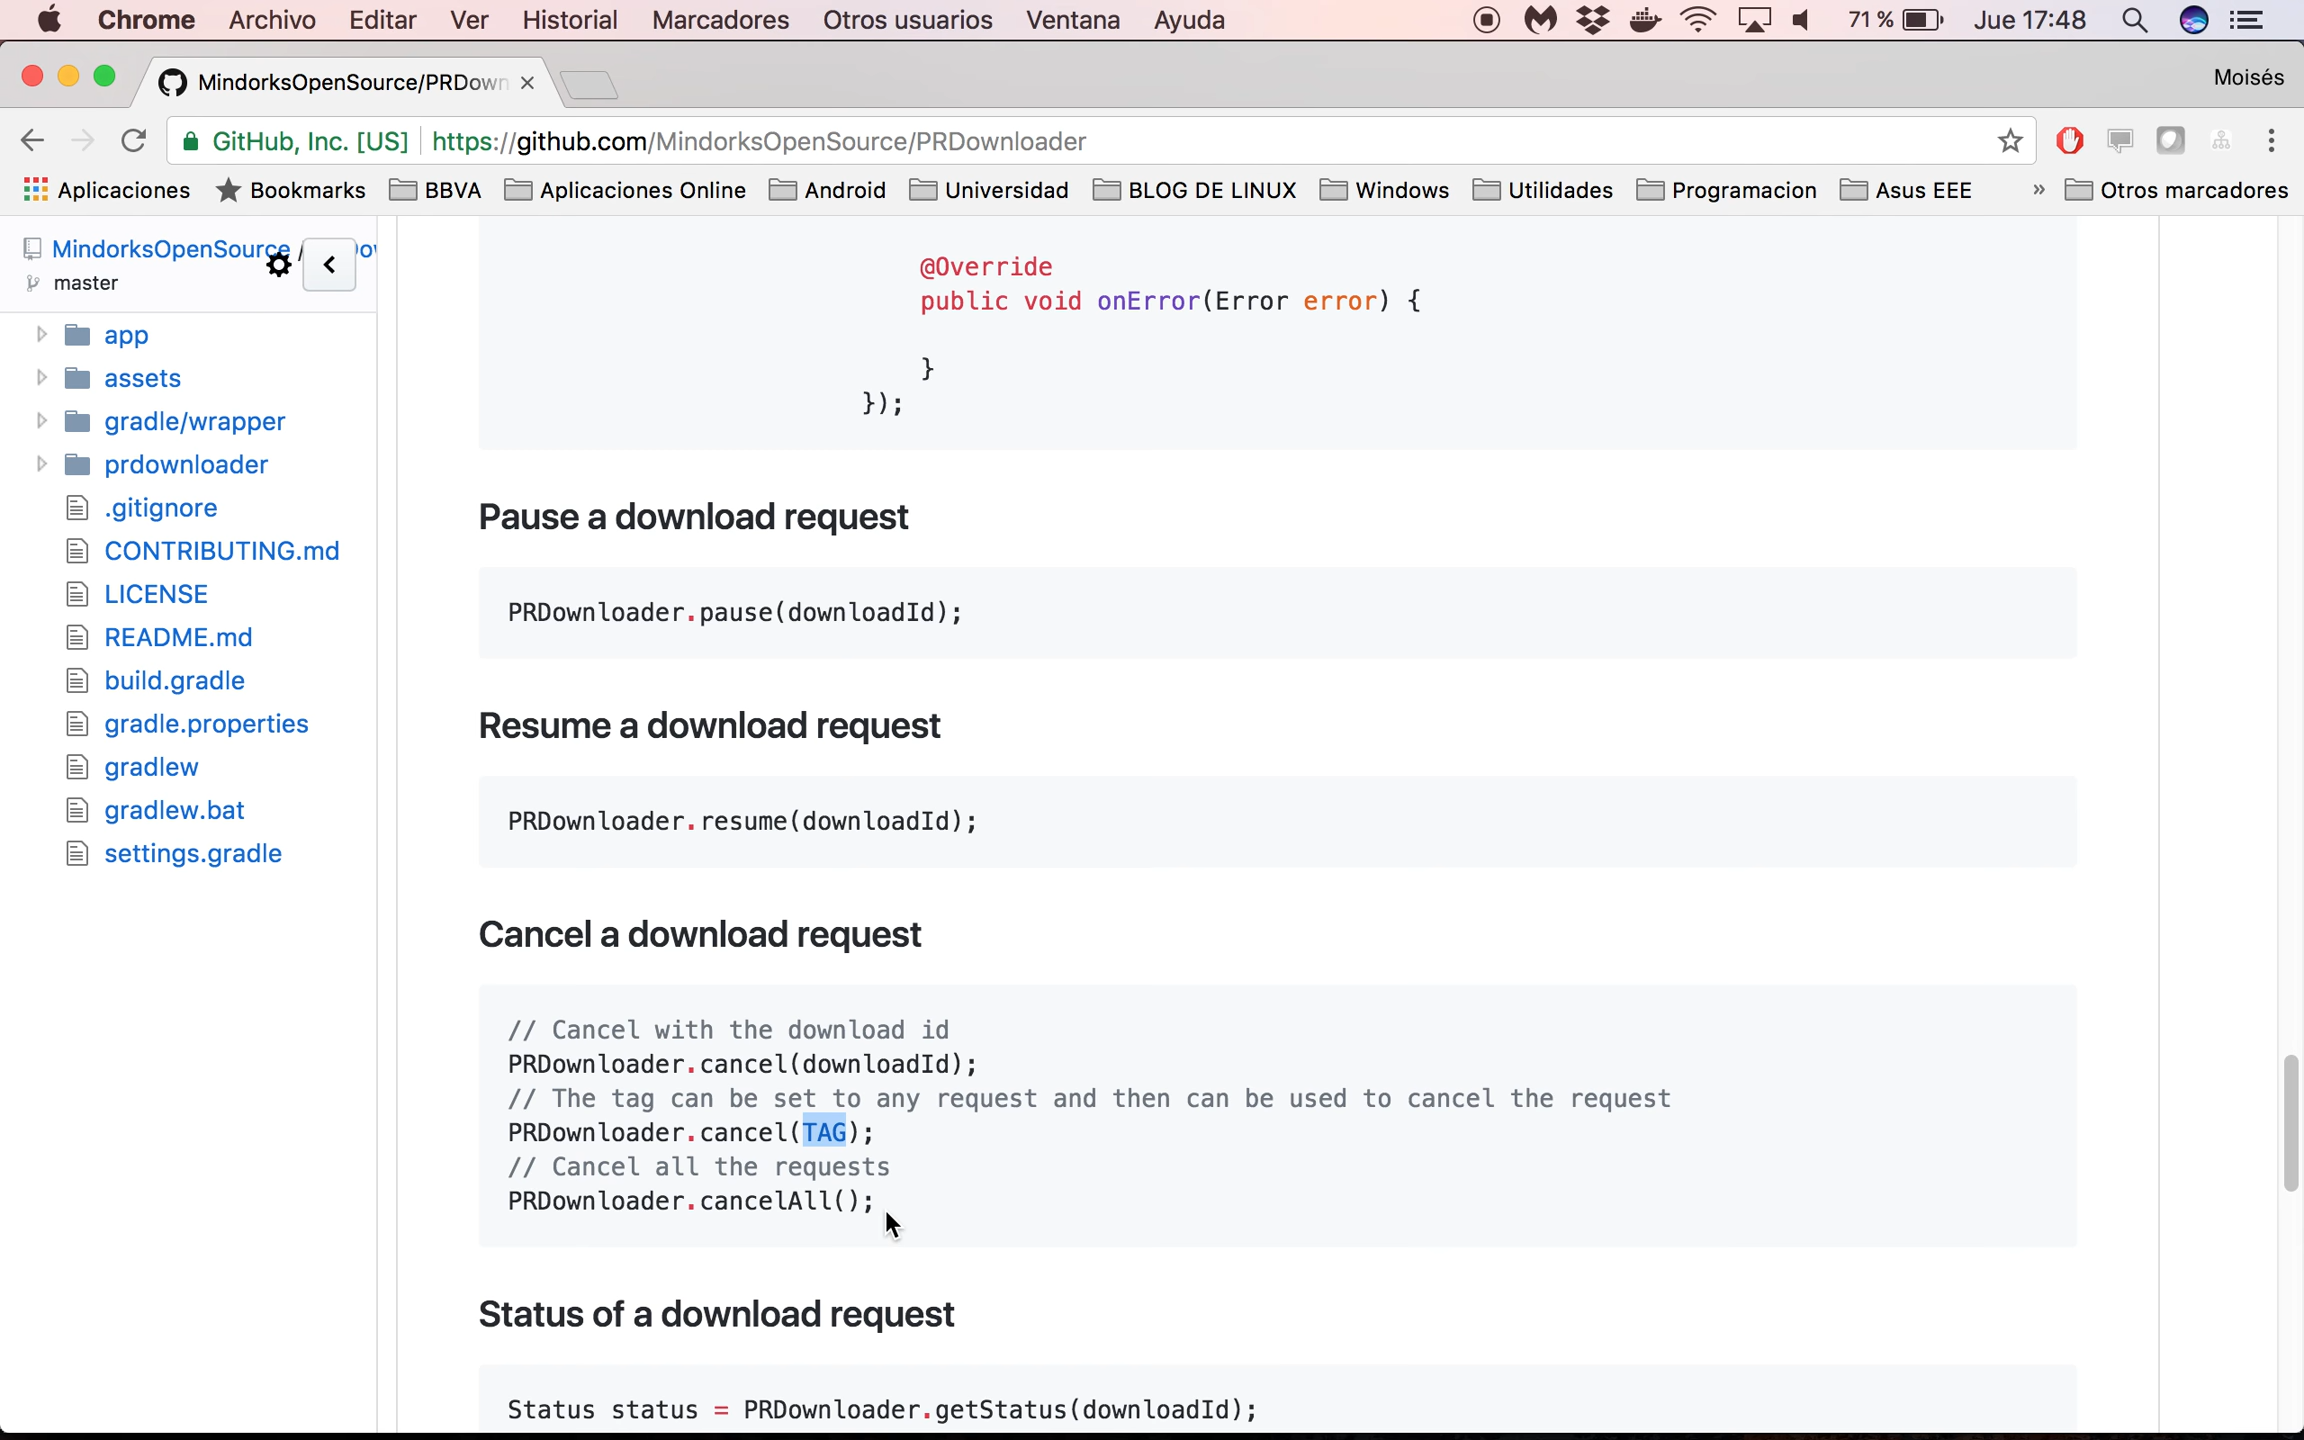 Chrome Archivo Editar Ver Historial Marcadores Otros usuarios Ventana Ayuda 71 % Jue 17:48
MindorksOpenSource/PRDown
Moisés
GitHub, Inc. [US] https://github.com/MindorksOpenSource/PRDownloader
Aplicaciones Bookmarks BBVA Aplicaciones Online Android Universidad BLOG DE LINUX Windows Utilidades Programacion Asus EEE » Otros marcadores
MindorksOpenSource /
master
app
assets
gradle/wrapper
prdownloader
.gitignore
CONTRIBUTING.md
LICENSE
README.md
build.gradle
gradle.properties
gradlew
gradlew.bat
settings.gradle
@Override
public void onError(Error error) {
}
});
Pause a download request
PRDownloader.pause(downloadId);
Resume a download request
PRDownloader.resume(downloadId);
Cancel a download request
// Cancel with the download id
PRDownloader.cancel(downloadId);
// The tag can be set to any request and then can be used to cancel the request
PRDownloader.cancel(TAG);
// Cancel all the requests
PRDownloader.cancelAll();
Status of a download request
Status status = PRDownloader.getStatus(downloadId);